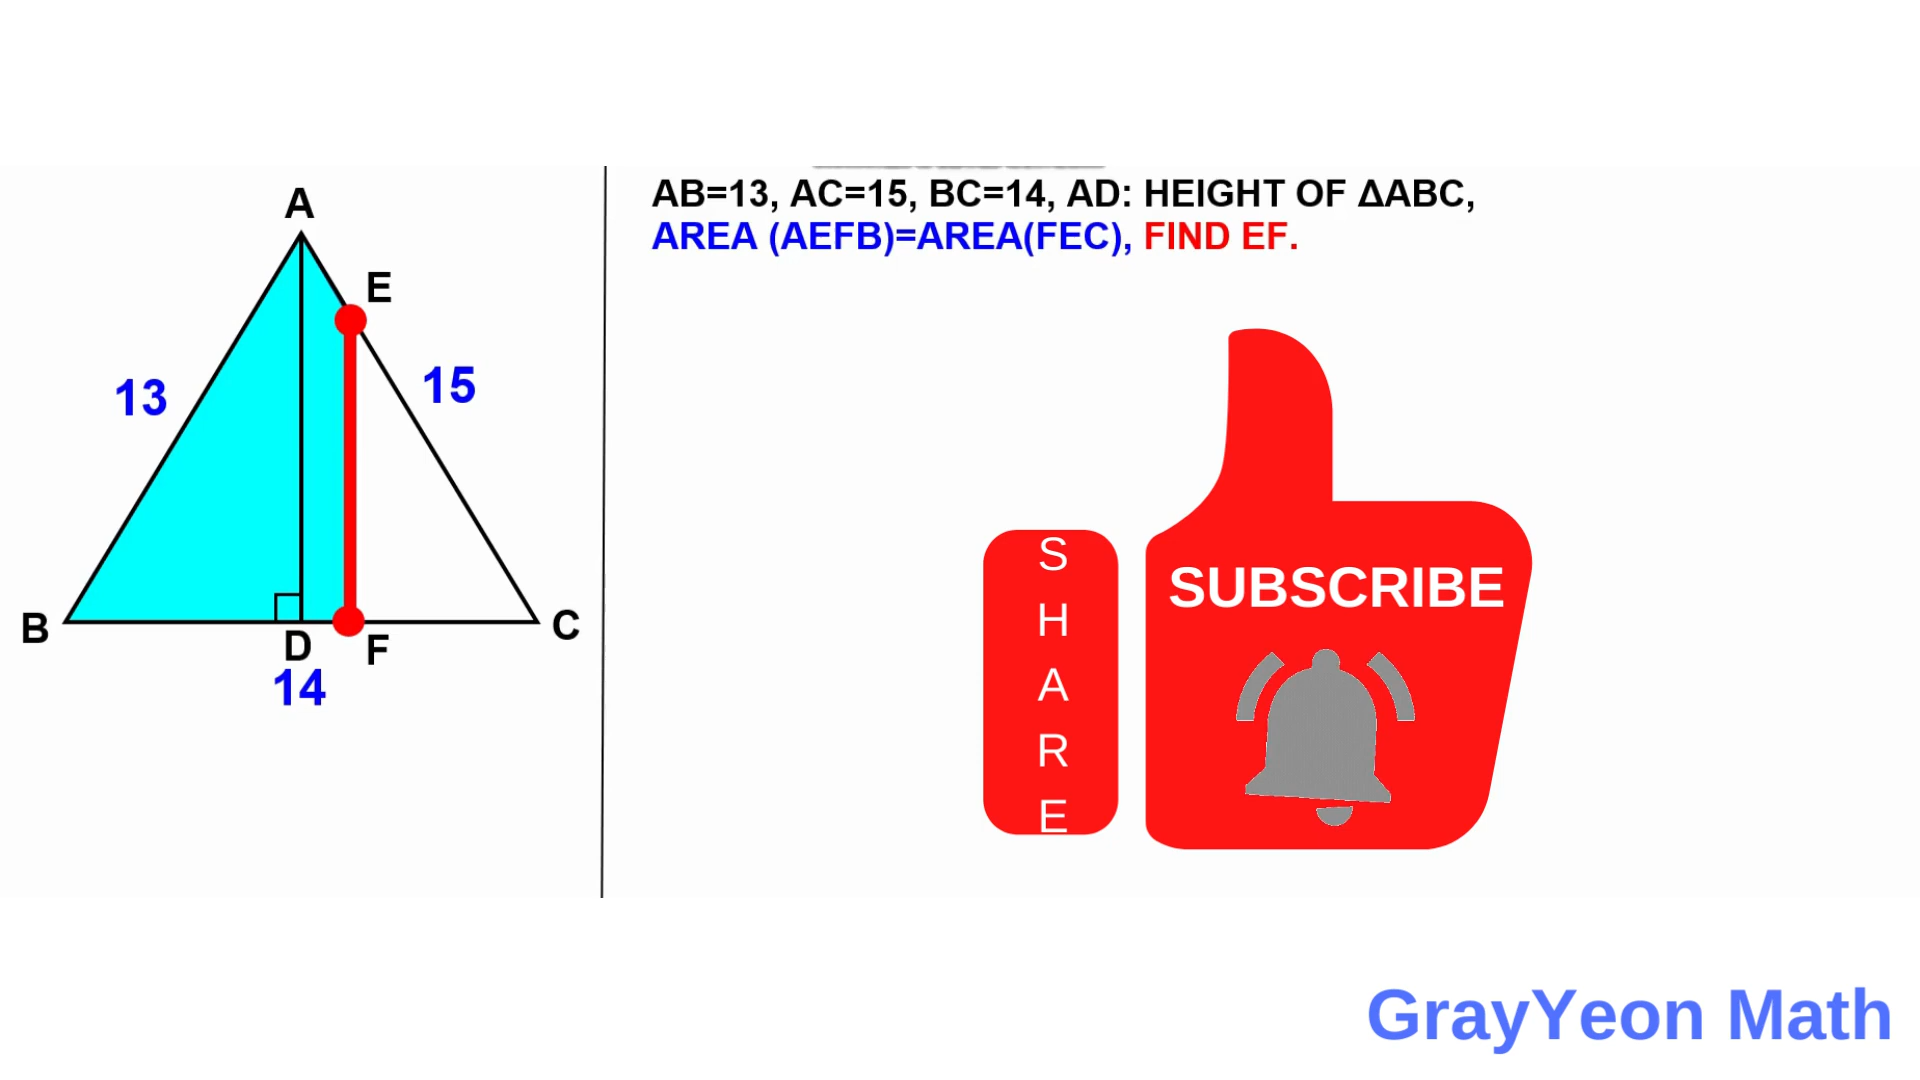 A
E
13
15
B
D
F
C
14
AB=13, AC=15, BC=14, AD: HEIGHT OF ΔABC,
AREA (AEFB)=AREA(FEC), FIND EF.
S
H
A
R
E
SUBSCRIBE
GrayYeon Math